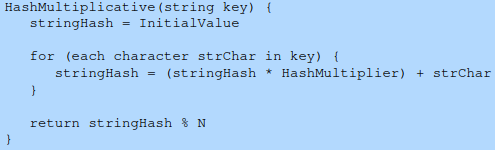 HashMultiplicative(string key) {
   stringHash = InitialValue

   for (each character strChar in key) {
      stringHash = (stringHash * HashMultiplier) + strChar
   }

   return stringHash % N
}